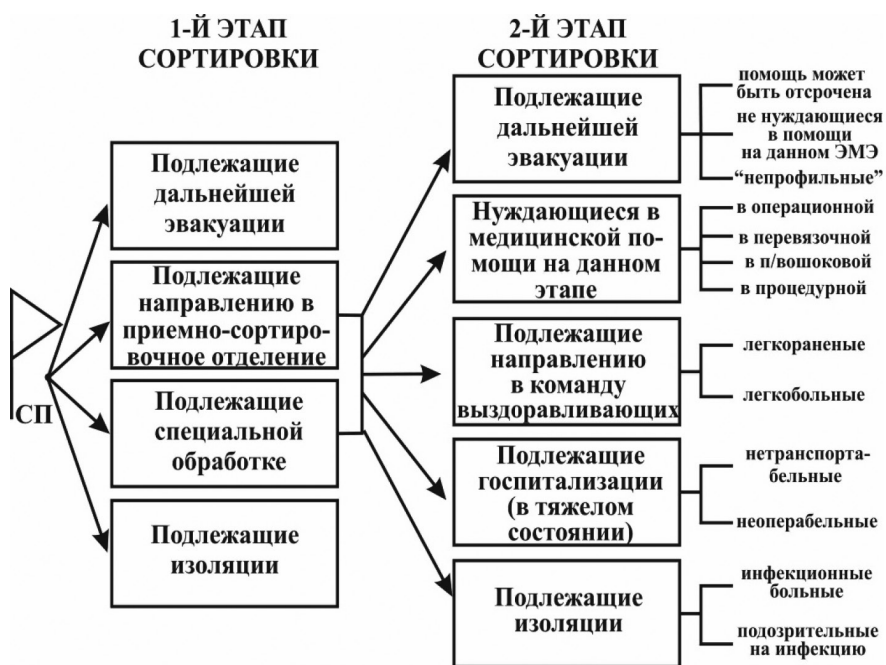 1-Й ЭТАП
СОРТИРОВКИ
2-Й ЭТАП
СОРТИРОВКИ
СП
Подлежащие
дальнейшей
эвакуации
Подлежащие
направлению в
приемно-сортиро-
вочное отделение
Подлежащие
специальной
обработке
Подлежащие
изоляции
Подлежащие
дальнейшей
эвакуации
помощь может
быть отсрочена
не нуждающиеся
в помощи
на данном ЭМЭ
“непрофильные”
Нуждающиеся в
медицинской по-
мощи на данном
этапе
в операционной
в перевязочной
в п/вошоковой
в процедурной
Подлежащие
направлению
в команду
выздоравливающих
легкораненые
легкобольные
Подлежащие
госпитализации
(в тяжелом
состоянии)
нетранспорта-
бельные
неоперабельные
Подлежащие
изоляции
инфекционные
больные
подозрительные
на инфекцию